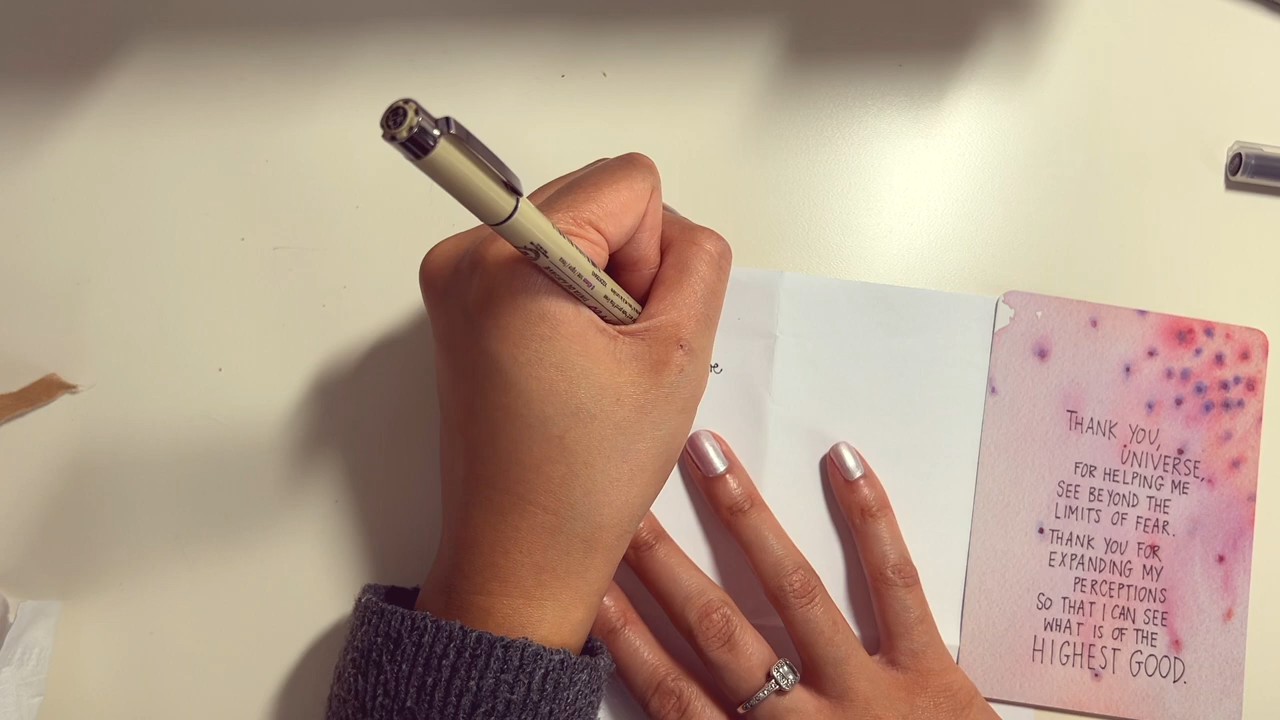 THANK YOU,
UNIVERSE,
FOR HELPING ME
SEE BEYOND THE
LIMITS OF FEAR.
THANK YOU FOR
EXPANDING MY
PERCEPTIONS
SO THAT I CAN SEE
WHAT IS OF THE
HIGHEST GOOD.